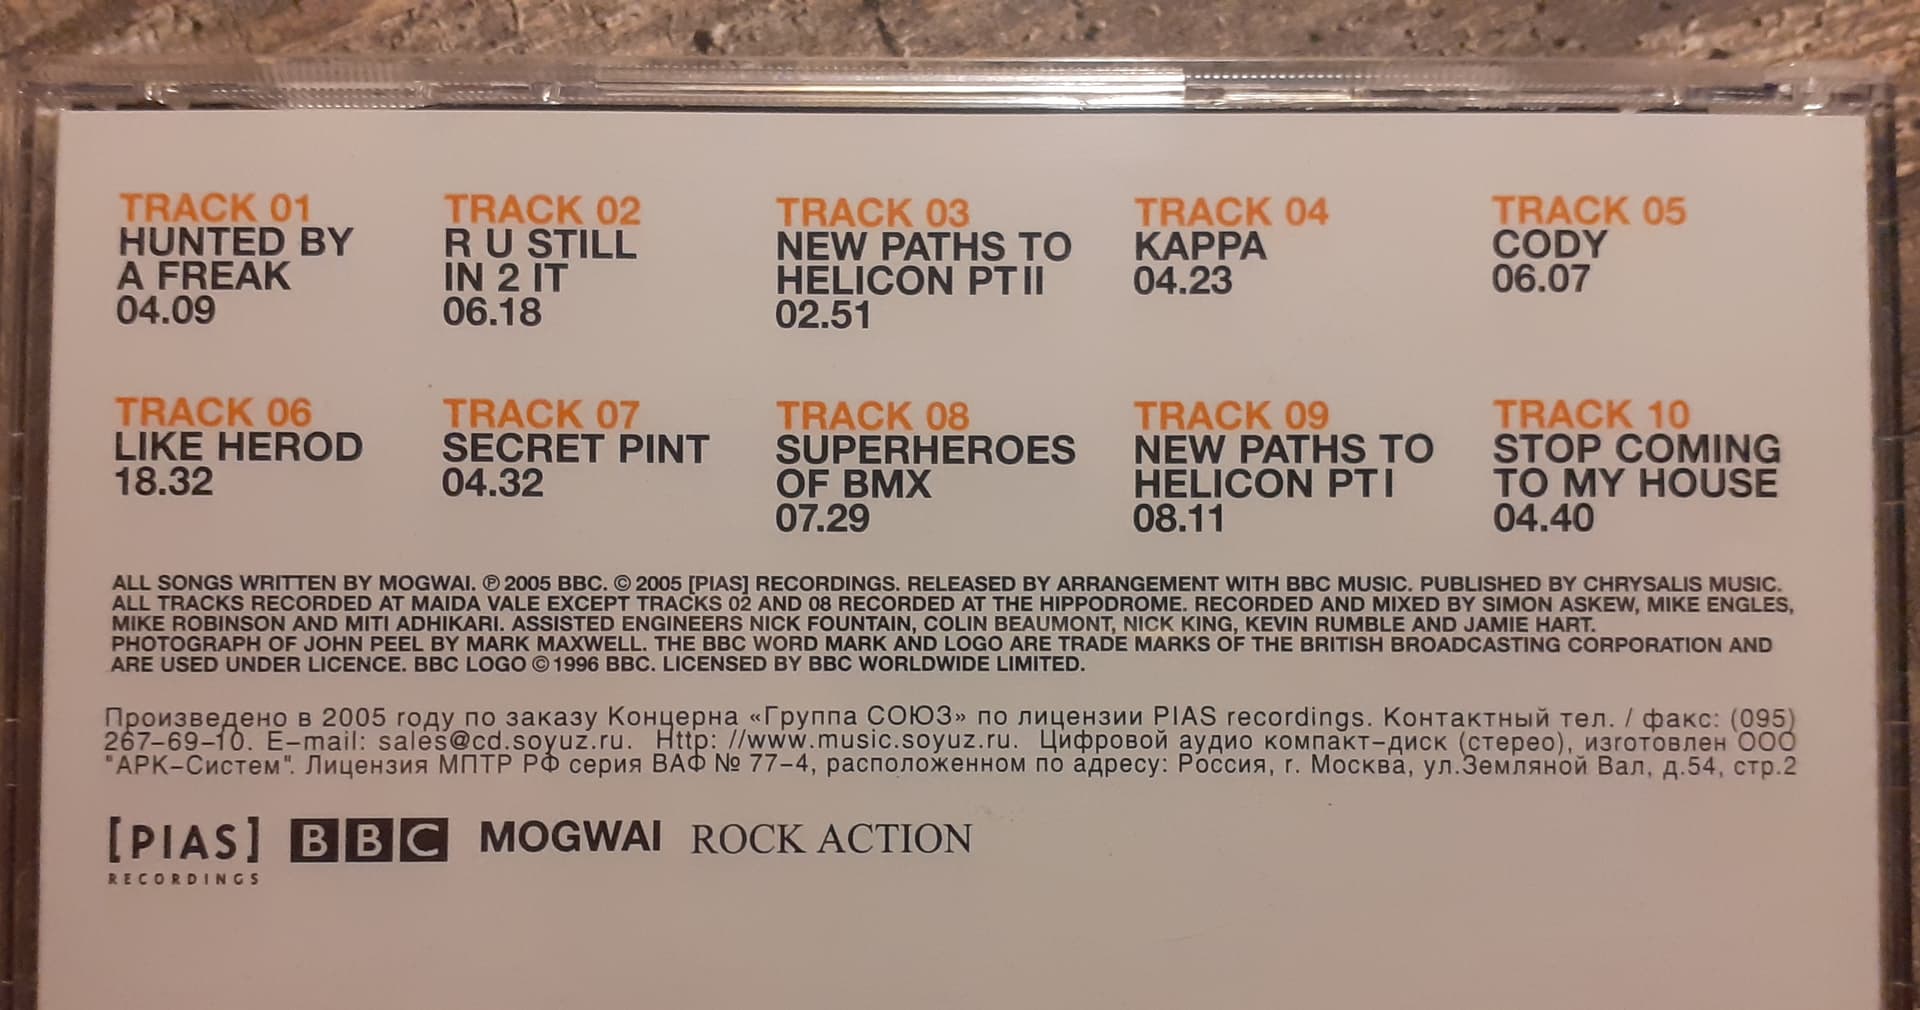 TRACK 01
HUNTED BY
A FREAK
04.09
TRACK 02
R U STILL
IN 2 IT
06.18
TRACK 03
NEW PATHS TO
HELICON PT II
02.51
TRACK 04
KAPPA
04.23
TRACK 05
CODY
06.07
TRACK 06
LIKE HEROD
18.32
TRACK 07
SECRET PINT
04.32
TRACK 08
SUPERHEROES
OF BMX
07.29
TRACK 09
NEW PATHS TO
HELICON PT I
08.11
TRACK 10
STOP COMING
TO MY HOUSE
04.40
ALL SONGS WRITTEN BY MOGWAI. ℗ 2005 BBC. © 2005 [PIAS] RECORDINGS. RELEASED BY ARRANGEMENT WITH BBC MUSIC. PUBLISHED BY CHRYSALIS MUSIC.
ALL TRACKS RECORDED AT MAIDA VALE EXCEPT TRACKS 02 AND 08 RECORDED AT THE HIPPODROME. RECORDED AND MIXED BY SIMON ASKEW, MIKE ENGLES,
MIKE ROBINSON AND MITI ADHIKARI. ASSISTED ENGINEERS NICK FOUNTAIN, COLIN BEAUMONT, NICK KING, KEVIN RUMBLE AND JAMIE HART.
PHOTOGRAPH OF JOHN PEEL BY MARK MAXWELL. THE BBC WORD MARK AND LOGO ARE TRADE MARKS OF THE BRITISH BROADCASTING CORPORATION AND
ARE USED UNDER LICENCE. BBC LOGO © 1996 BBC. LICENSED BY BBC WORLDWIDE LIMITED.
Произведено в 2005 году по заказу Концерна «Группа СОЮЗ» по лицензии PIAS recordings. Контактный тел. / факс: (095)
267-69-10. E-mail: sales@cd.soyuz.ru. Http: //www.music.soyuz.ru. Цифровой аудио компакт-диск (стерео), изготовлен ООО
"АРК-Систем". Лицензия МПТР РФ серия ВАФ № 77-4, расположенном по адресу: Россия, г. Москва, ул.Земляной Вал, д.54, стр.2
[PIAS] BBC MOGWAI ROCK ACTION
RECORDINGS